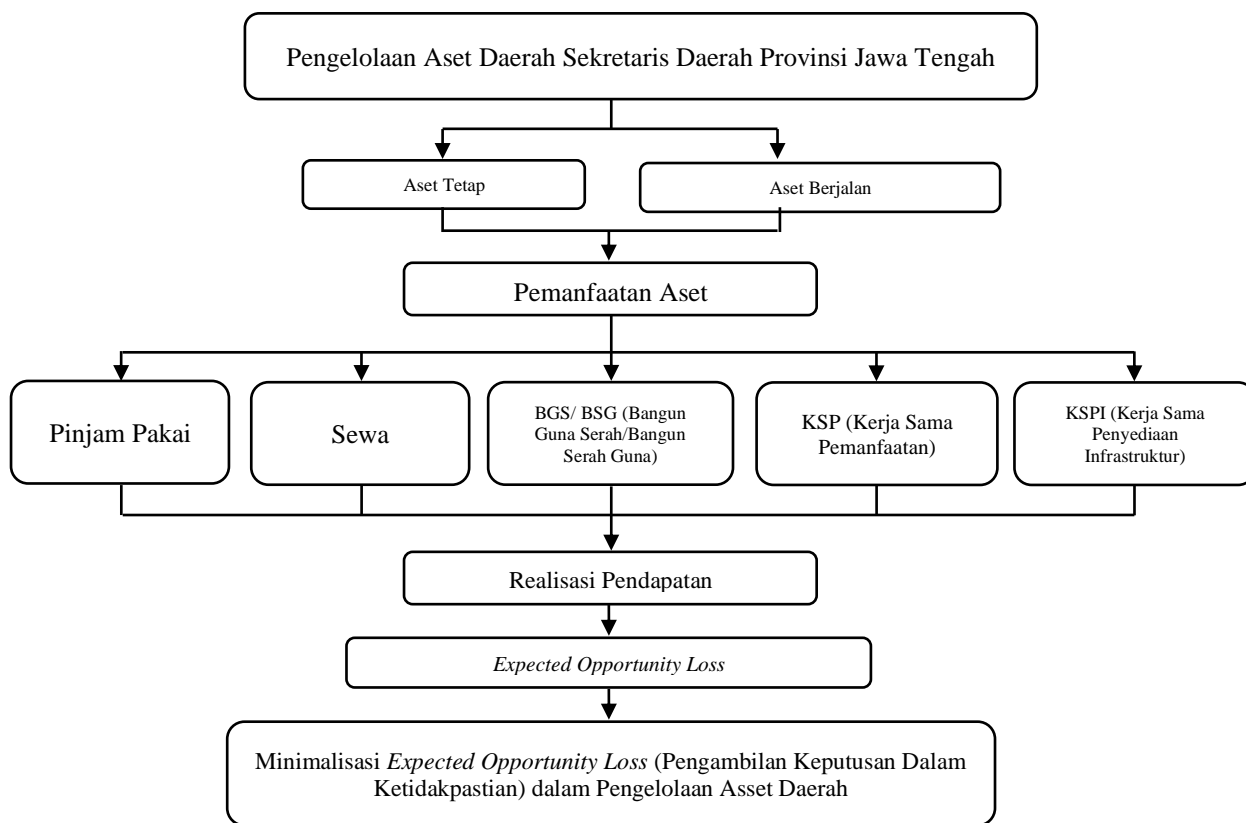 Pengelolaan Aset Daerah Sekretaris Daerah Provinsi Jawa Tengah
Aset Tetap
Aset Berjalan
Pemanfaatan Aset
Pinjam Pakai
Sewa
BGS/ BSG (Bangun
Guna Serah/Bangun
Serah Guna)
KSP (Kerja Sama
Pemanfaatan)
KSPI (Kerja Sama
Penyediaan
Infrastruktur)
Realisasi Pendapatan
Expected Opportunity Loss
Minimalisasi Expected Opportunity Loss (Pengambilan Keputusan Dalam
Ketidakpastian) dalam Pengelolaan Asset Daerah